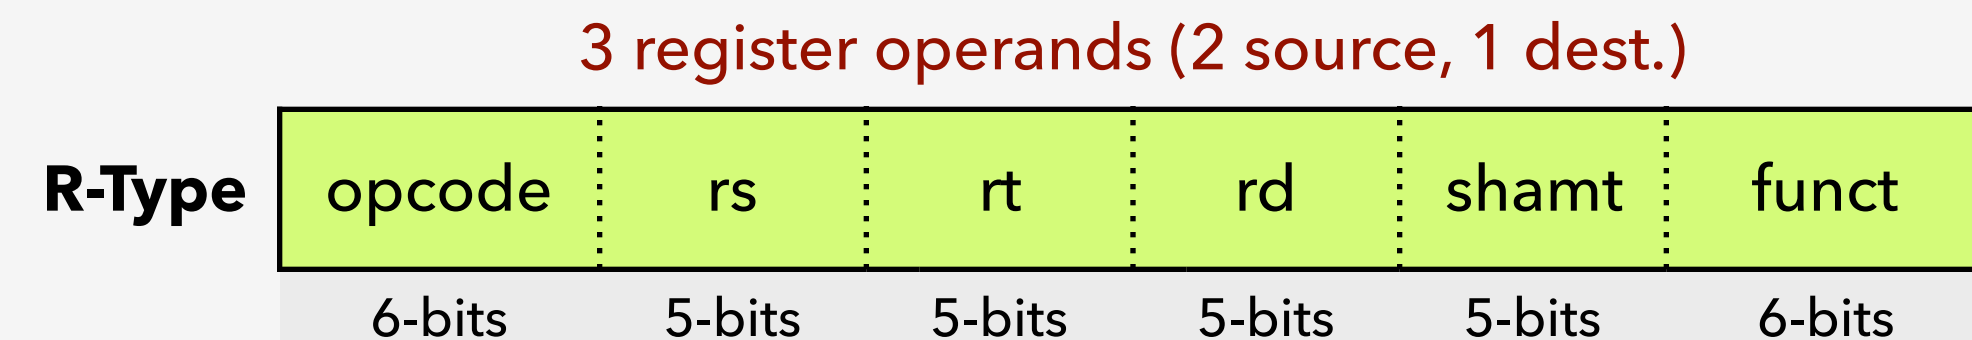 3 register operands (2 source, 1 dest.)
R-Type opcode rs rt rd shamt funct
6-bits 5-bits 5-bits 5-bits 5-bits 6-bits